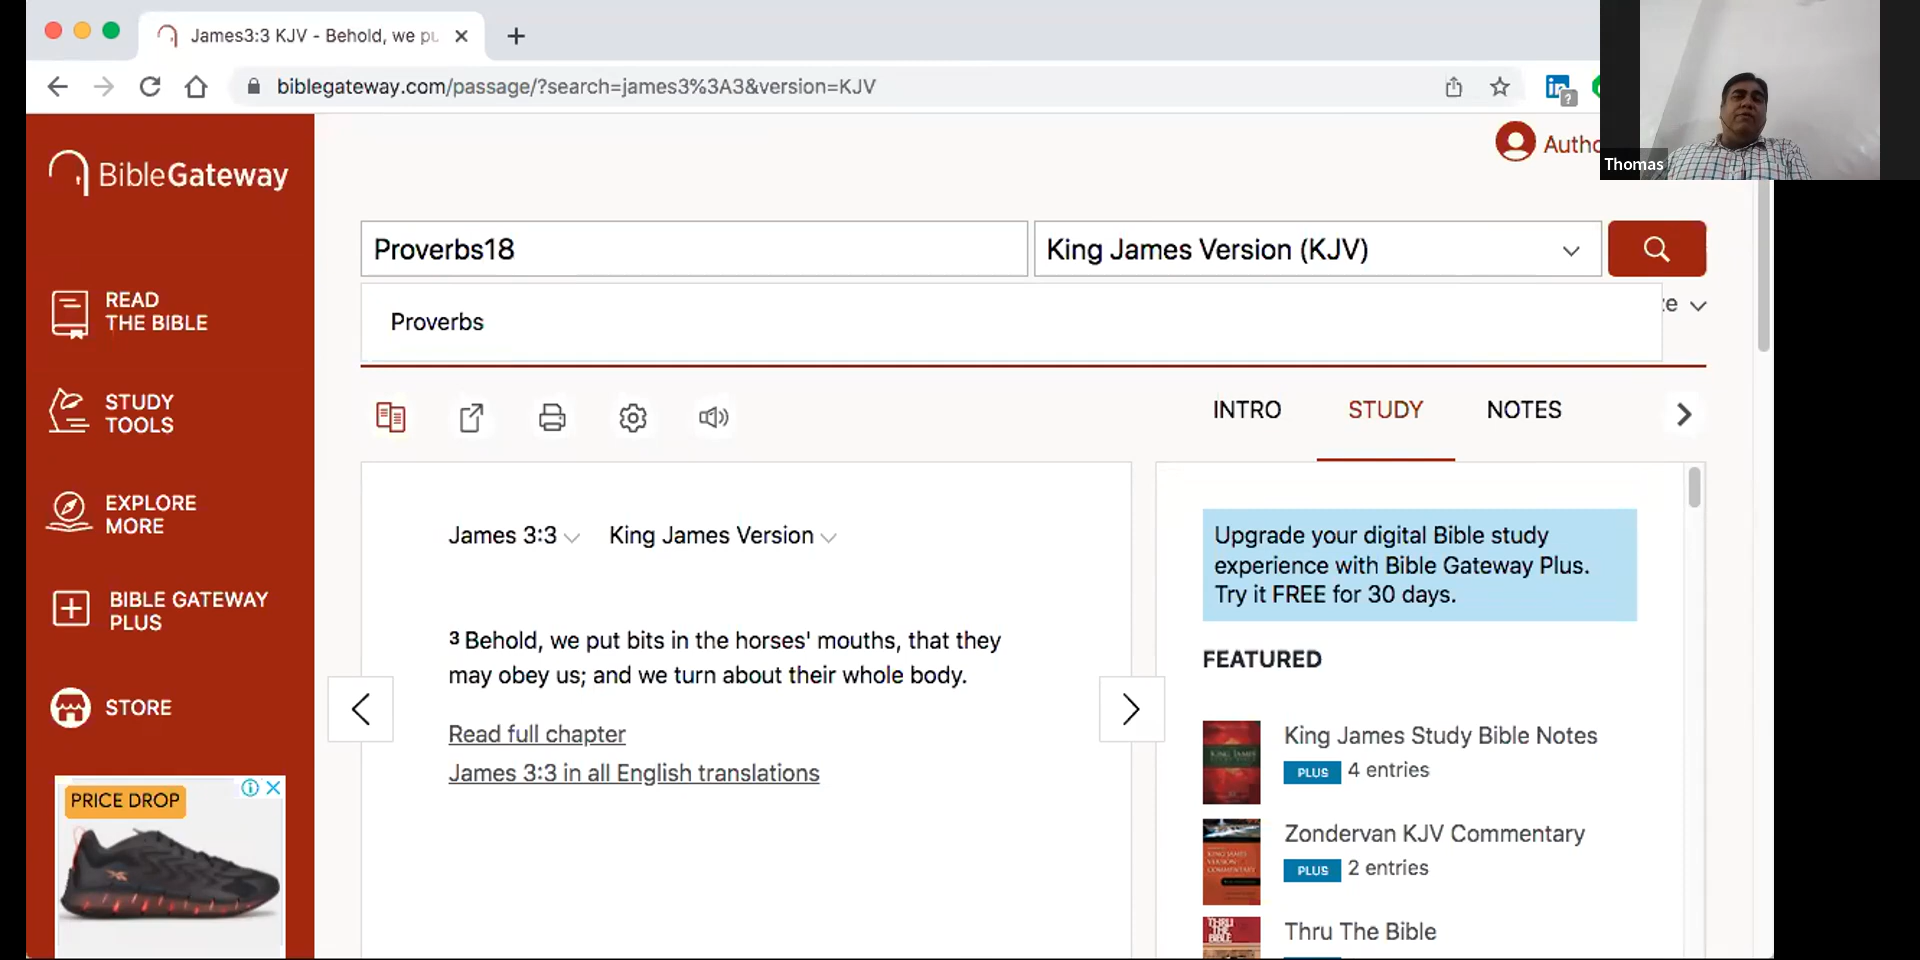 James3:3 KJV - Behold, we pu
biblegateway.com/passage/?search=james3%3A3&version=KJV
BibleGateway
Autho
Thomas
Proverbs18
King James Version (KJV)
Proverbs
READ
THE BIBLE
STUDY
TOOLS
EXPLORE
MORE
BIBLE GATEWAY
PLUS
STORE
PRICE DROP
INTRO
STUDY
NOTES
James 3:3
King James Version
3 Behold, we put bits in the horses' mouths, that they
may obey us; and we turn about their whole body.
Read full chapter
James 3:3 in all English translations
Upgrade your digital Bible study
experience with Bible Gateway Plus.
Try it FREE for 30 days.
FEATURED
King James Study Bible Notes
PLUS 4 entries
Zondervan KJV Commentary
PLUS 2 entries
THRU
THE
BIBLE
Thru The Bible